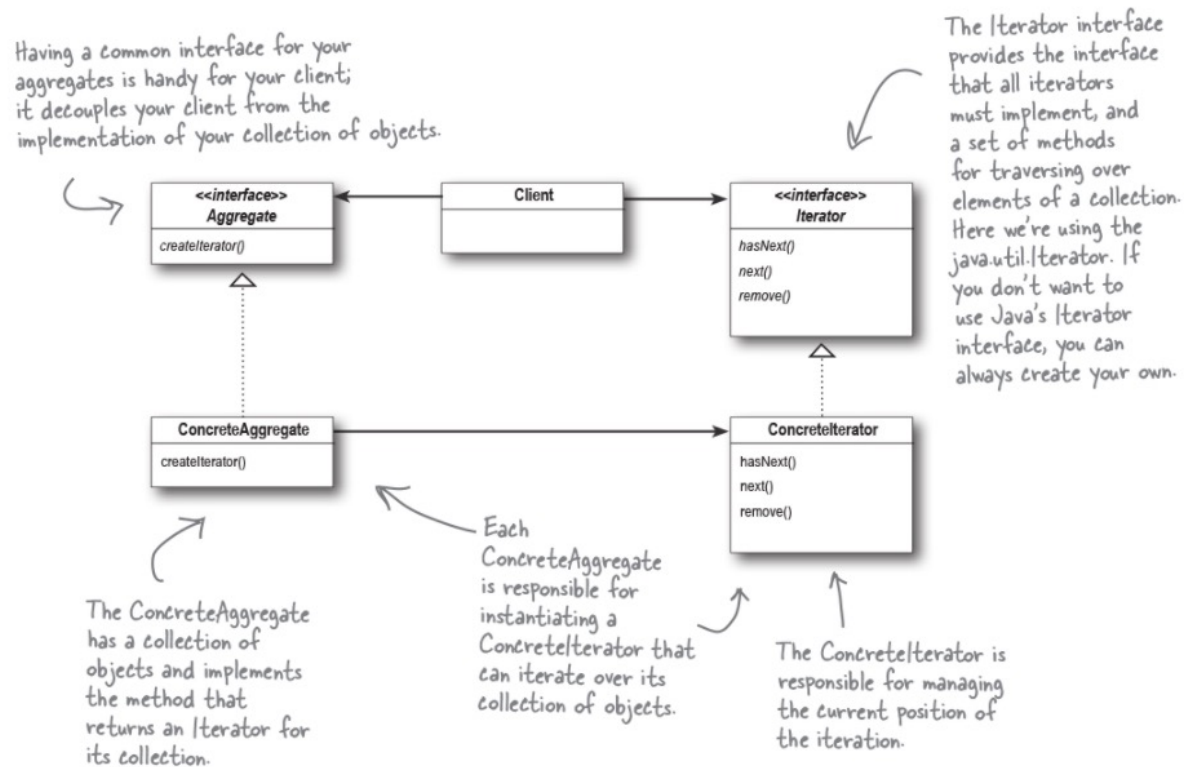 Having a common interface for your
aggregates is handy for your client;
it decouples your client from the
implementation of your collection of objects.
The Iterator interface
provides the interface
that all iterators
must implement, and
a set of methods
for traversing over
elements of a collection.
Here we're using the
java.util.Iterator. If
you don't want to
use Java's Iterator
interface, you can
always create your own.
<<interface>>
Aggregate
createIterator()
Client
<<interface>>
Iterator
hasNext()
next()
remove()
ConcreteAggregate
createIterator()
ConcreteIterator
hasNext()
next()
remove()
The ConcreteAggregate
has a collection of
objects and implements
the method that
returns an Iterator for
its collection.
Each
ConcreteAggregate
is responsible for
instantiating a
ConcreteIterator that
can iterate over its
collection of objects.
The ConcreteIterator is
responsible for managing
the current position of
the iteration.